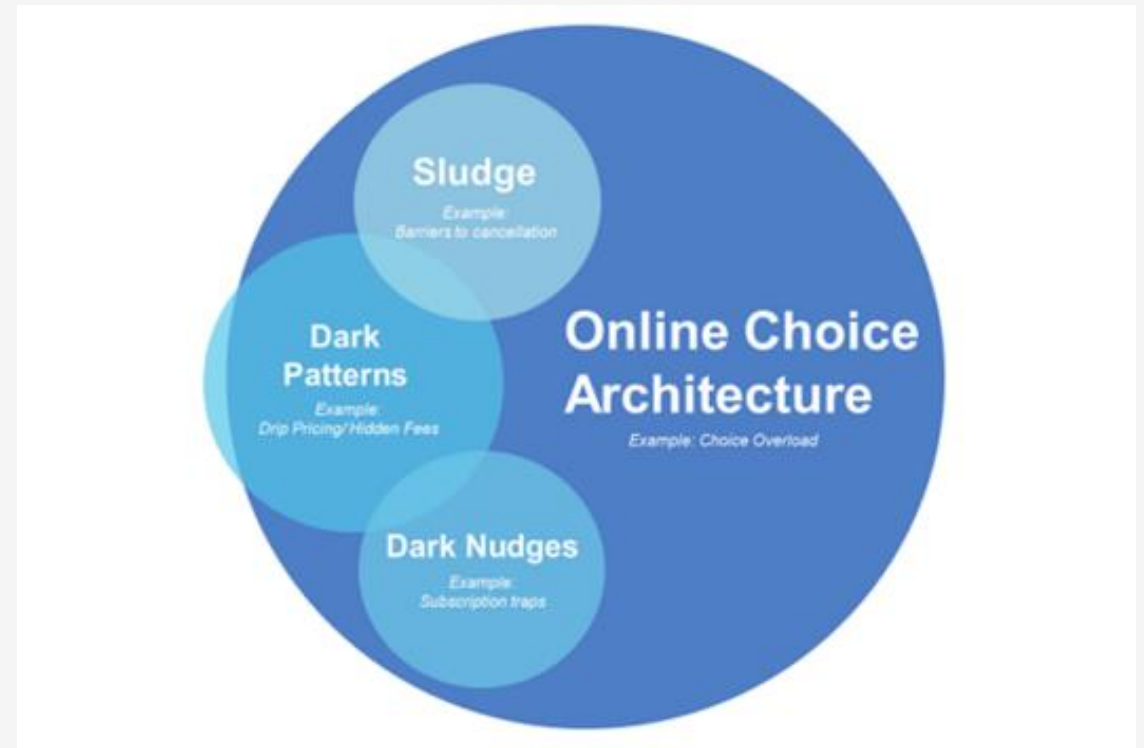 Sludge
Example:
Barriers to cancellation
Dark
Patterns
Example:
Drip Pricing/ Hidden Fees
Online Choice
Architecture
Example: Choice Overload
Dark Nudges
Example:
Subscription traps